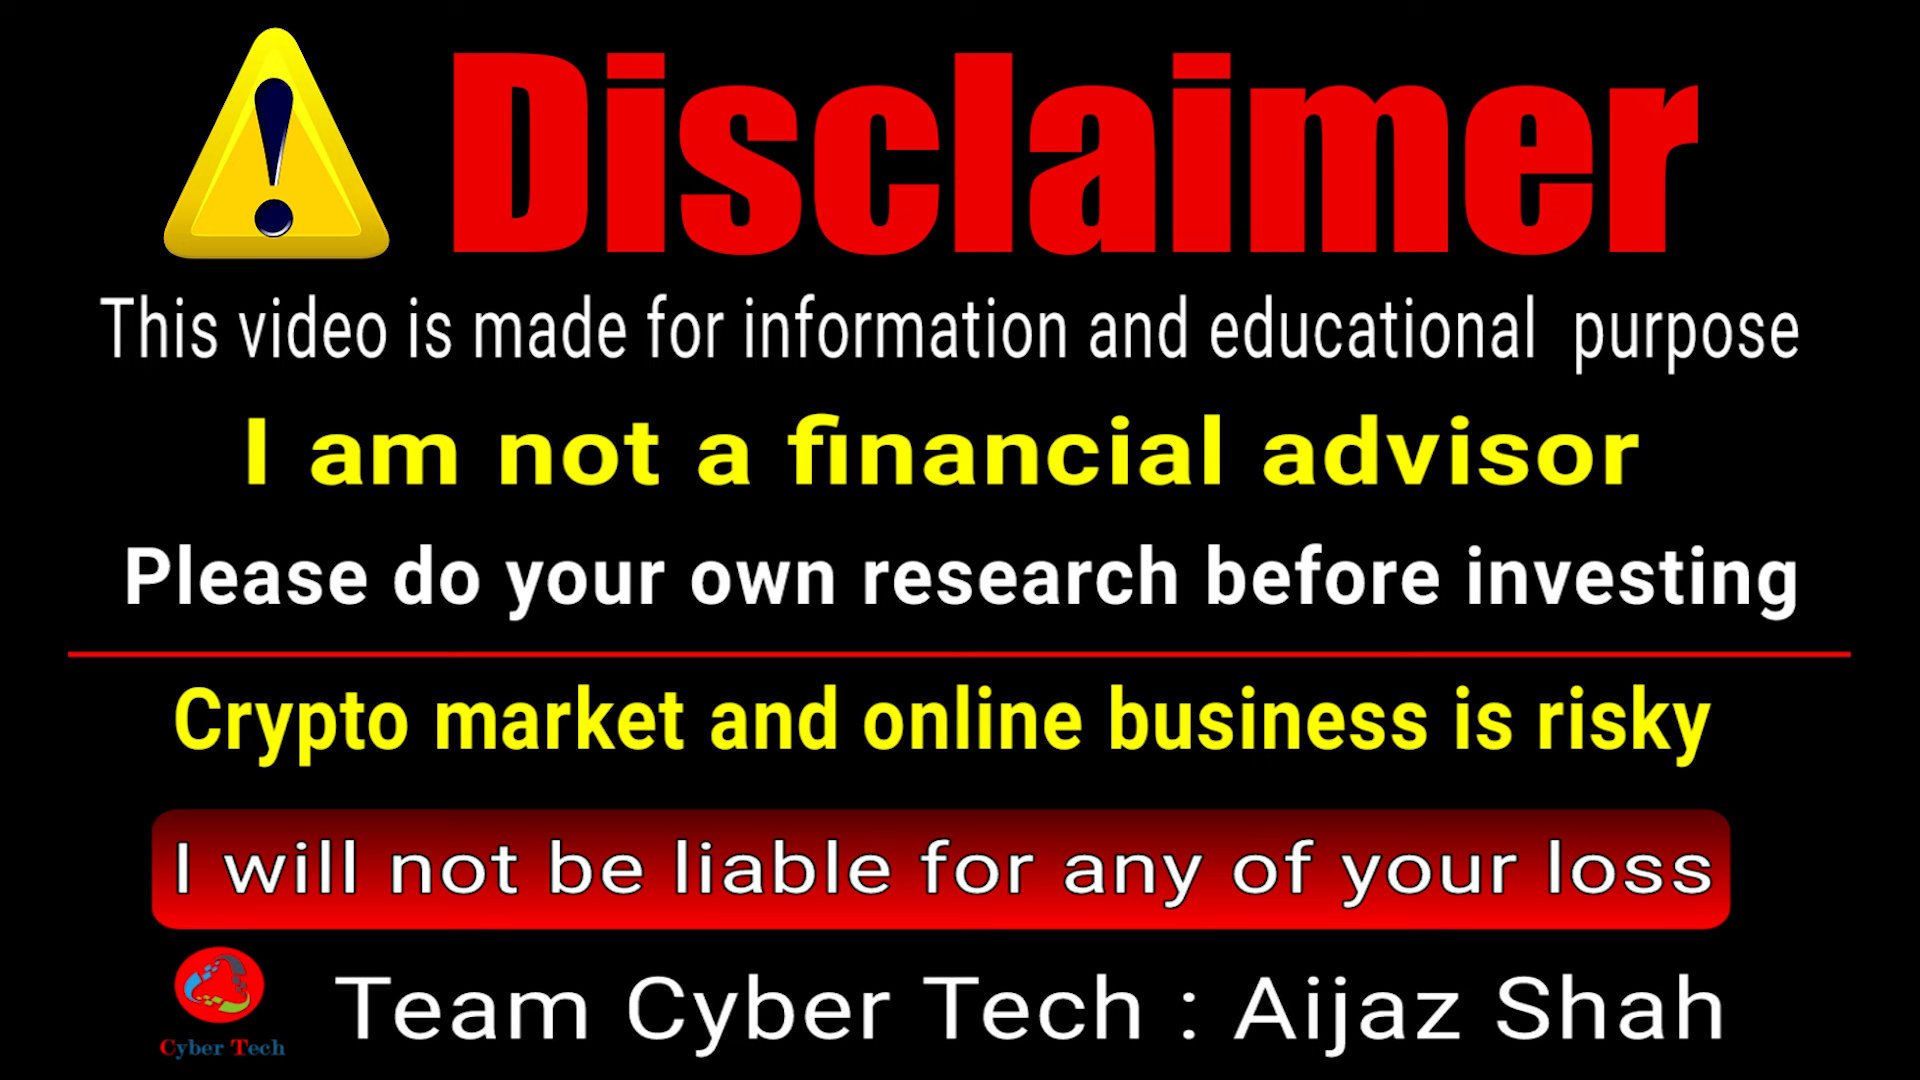 Disclaimer
This video is made for information and educational purpose
I am not a financial advisor
Please do your own research before investing
Crypto market and online business is risky
I will not be liable for any of your loss
Team Cyber Tech : Aijaz Shah
Cyber Tech